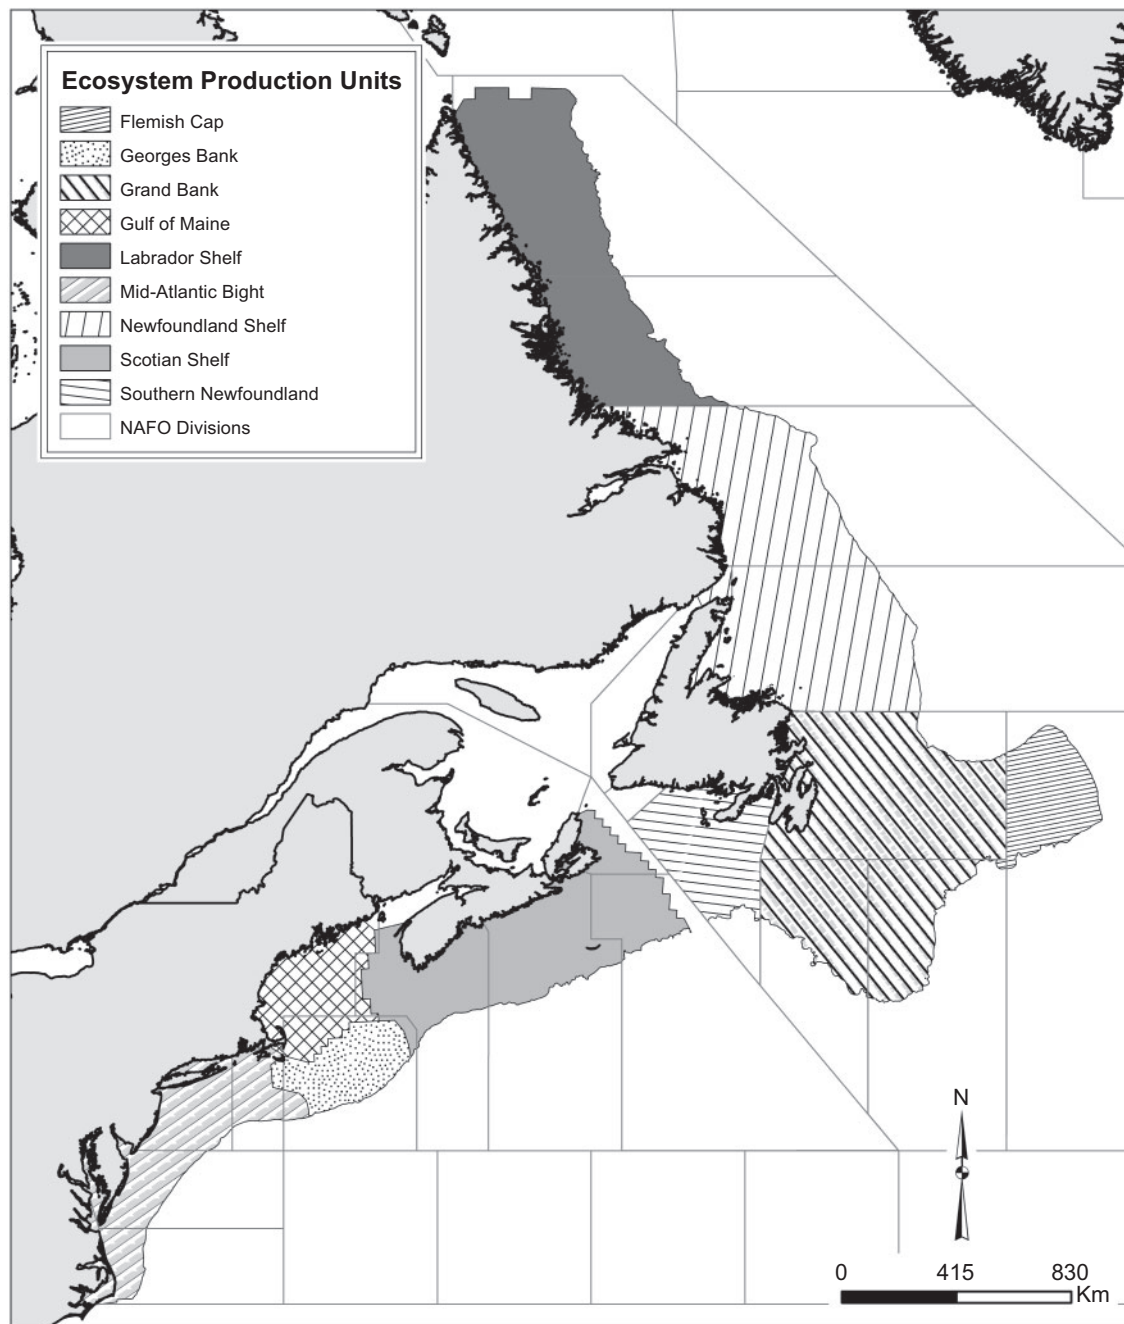 Ecosystem Production Units
Flemish Cap
Georges Bank
Grand Bank
Gulf of Maine
Labrador Shelf
Mid-Atlantic Bight
Newfoundland Shelf
Scotian Shelf
Southern Newfoundland
NAFO Divisions
N
0 415 830
Km